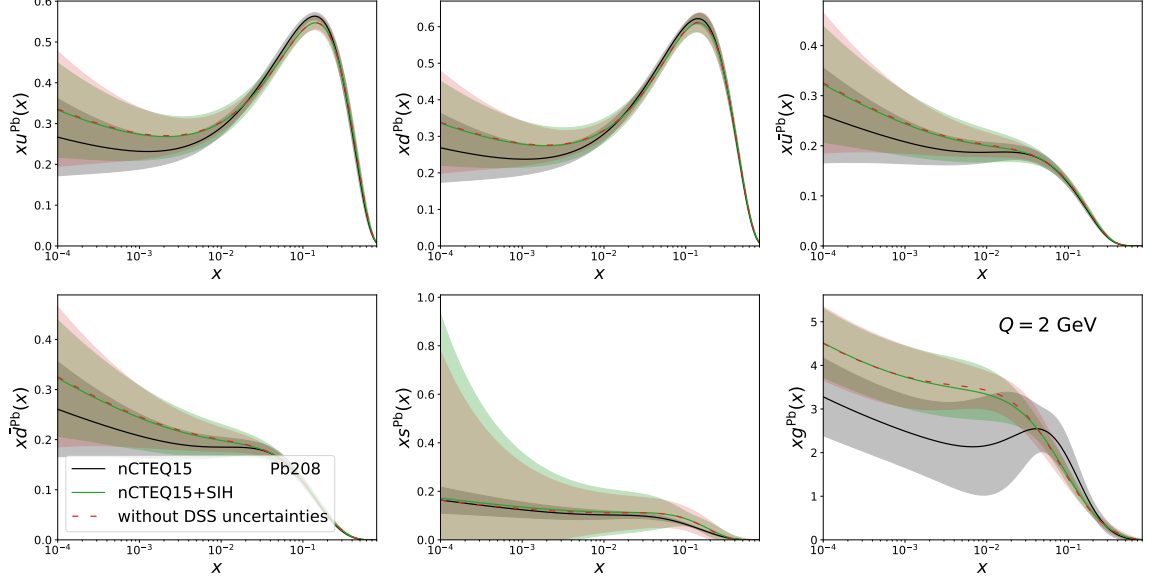 0.6
0.5
0.4
0.3
0.2
0.1
0.0
xu^Pb(x)
10^−4 10^−3 10^−2 10^−1
x
0.6
0.5
0.4
0.3
0.2
0.1
0.0
xd^Pb(x)
10^−4 10^−3 10^−2 10^−1
x
0.4
0.3
0.2
0.1
0.0
xū^Pb(x)
10^−4 10^−3 10^−2 10^−1
x
0.4
0.3
0.2
0.1
0.0
xd̄^Pb(x)
nCTEQ15 Pb208
nCTEQ15+SIH
without DSS uncertainties
10^−4 10^−3 10^−2 10^−1
x
1.0
0.8
0.6
0.4
0.2
0.0
xs^Pb(x)
10^−4 10^−3 10^−2 10^−1
x
Q = 2 GeV
5
4
3
2
1
0
xg^Pb(x)
10^−4 10^−3 10^−2 10^−1
x